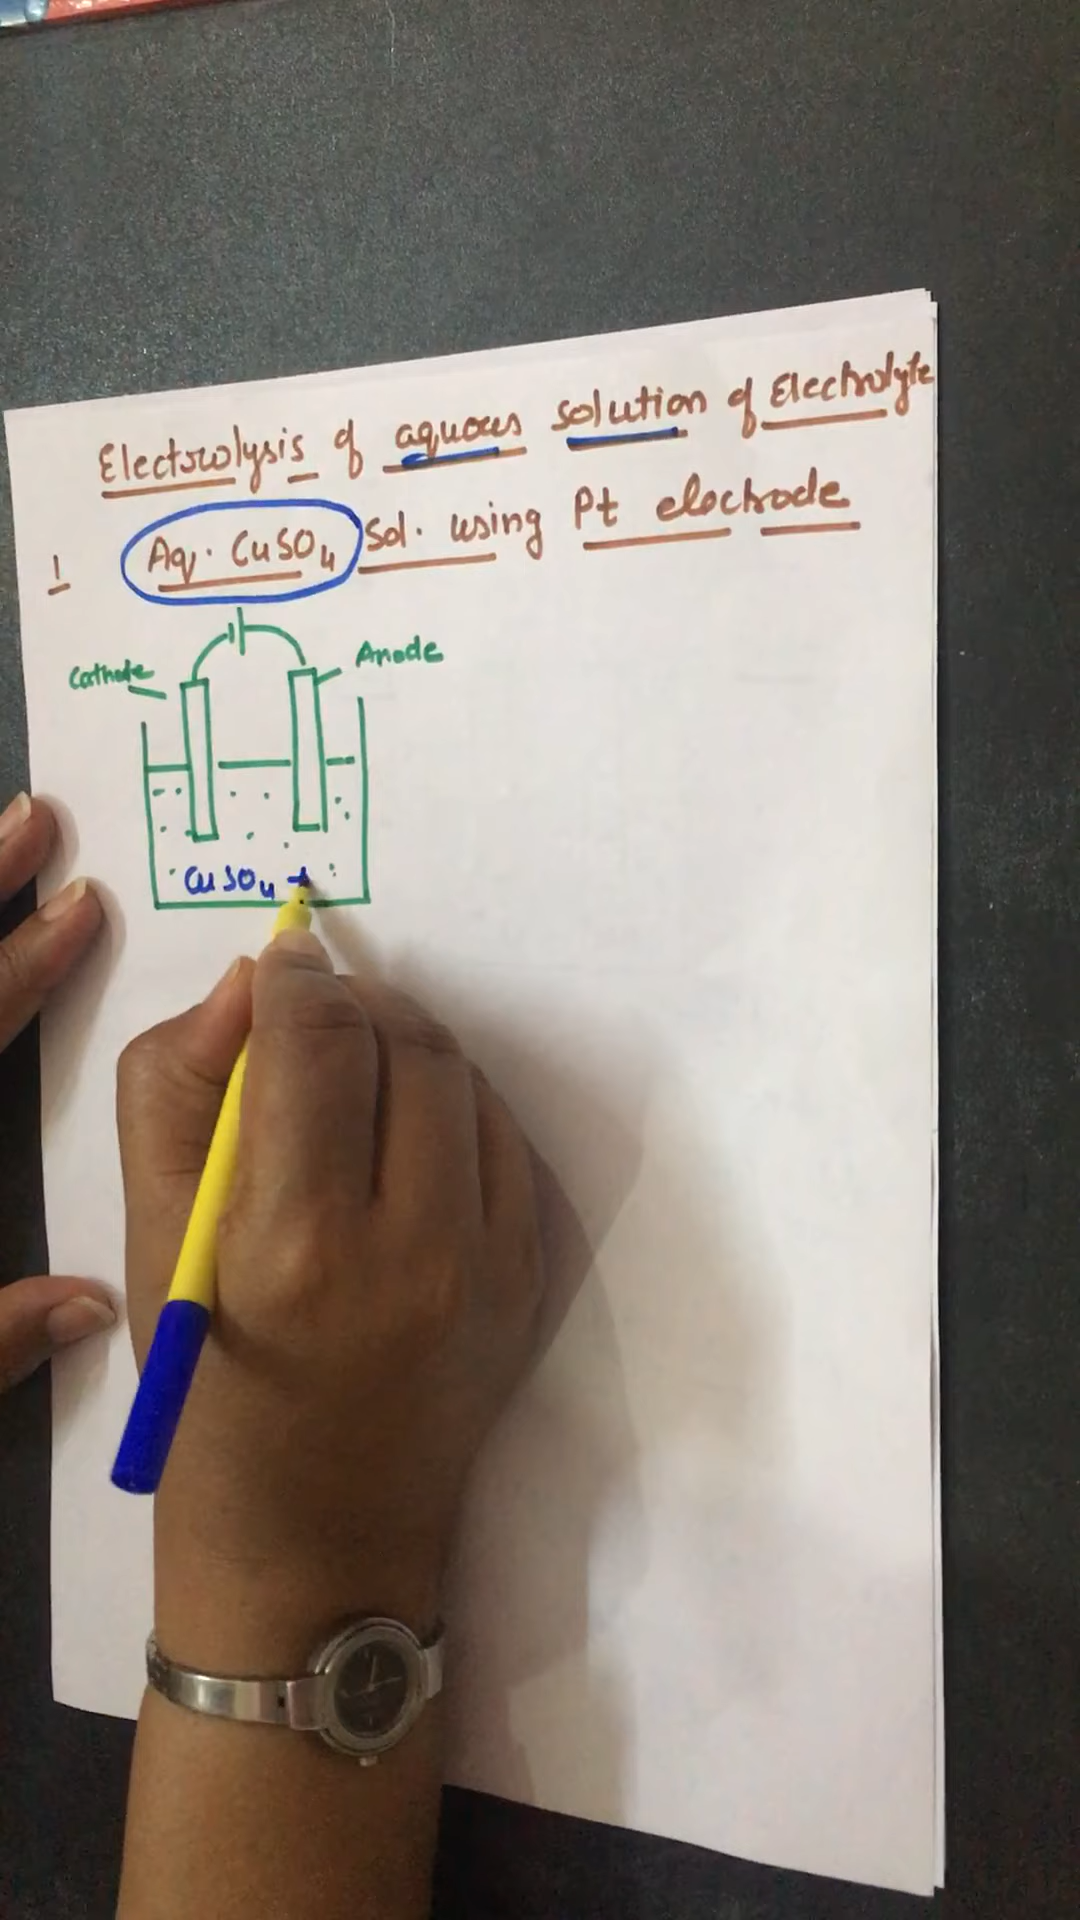 Electrolysis of aquous solution of Electrolyte
1 Aq. CuSO4 Sol. using Pt electrode
Cathode
Anode
CuSO4 +